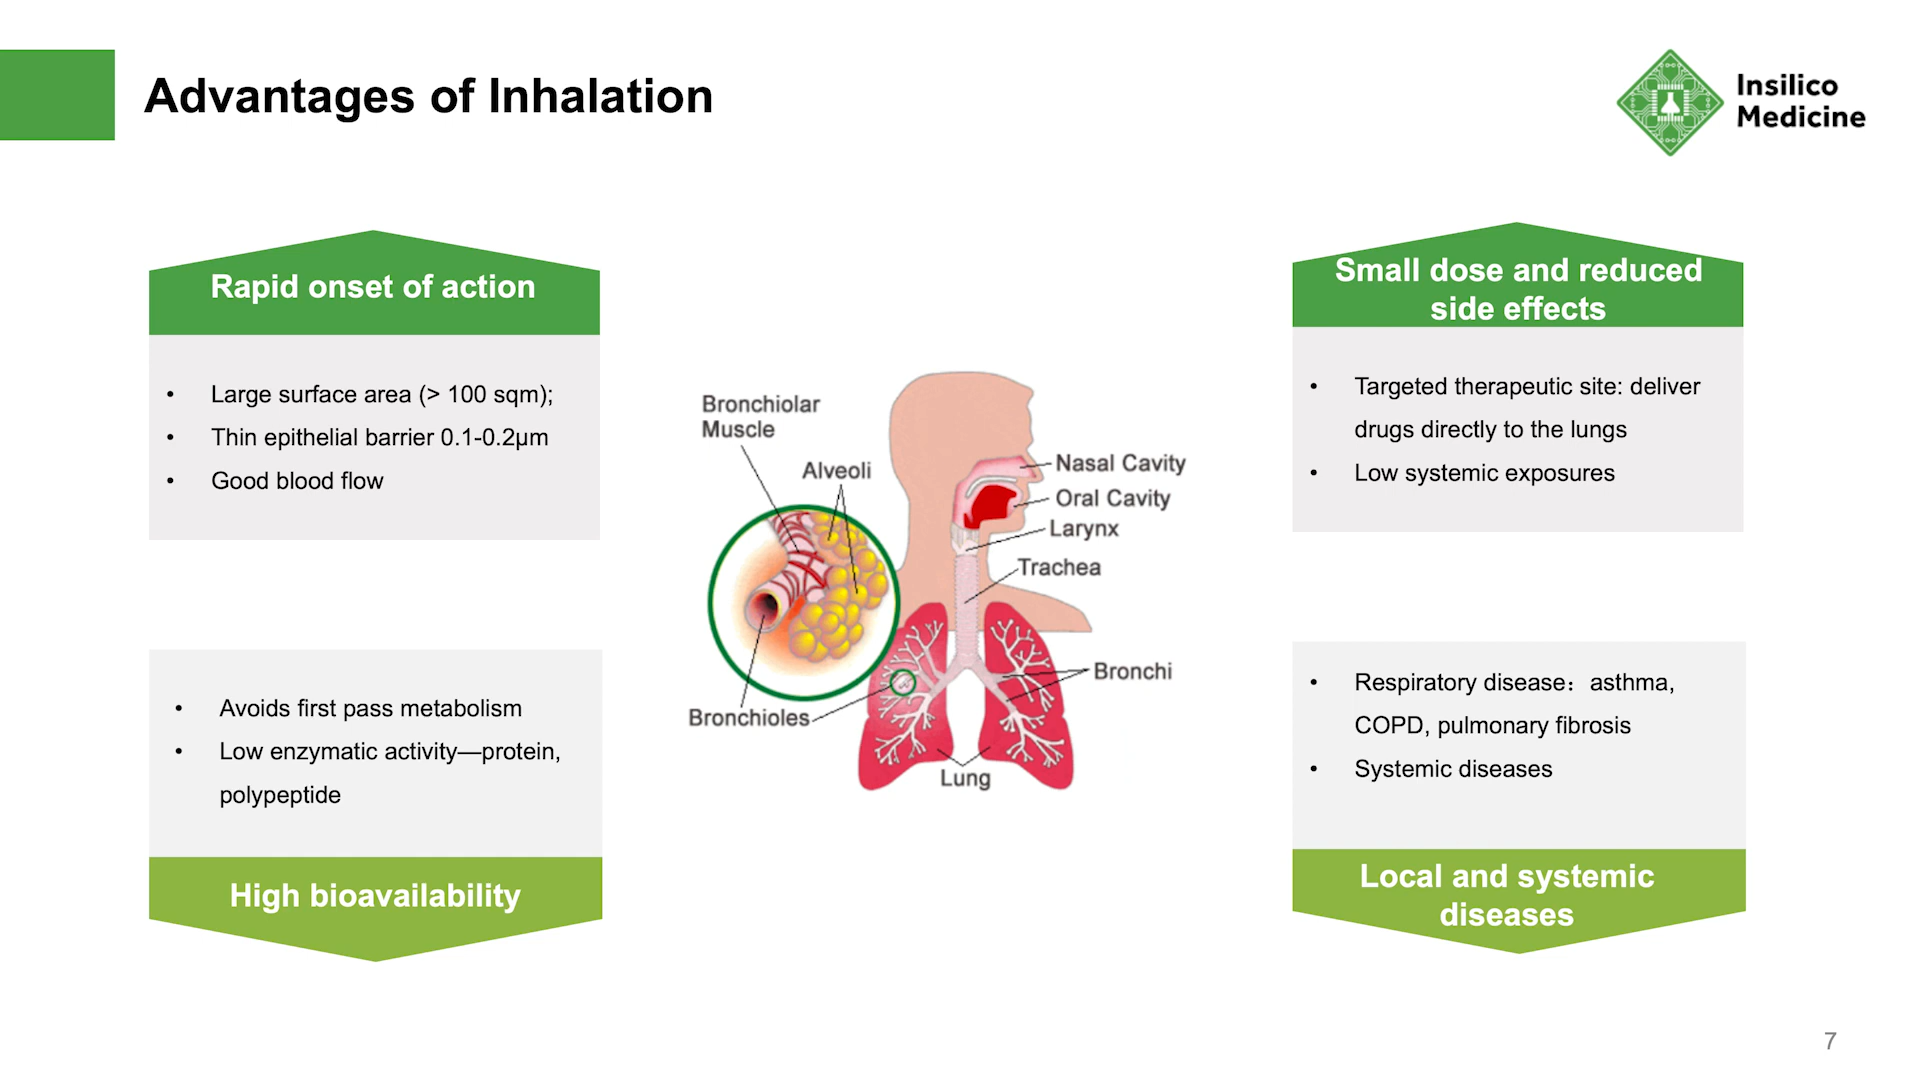 Advantages of Inhalation
Insilico
Medicine
Rapid onset of action
• Large surface area (> 100 sqm);
• Thin epithelial barrier 0.1-0.2μm
• Good blood flow
Small dose and reduced
side effects
• Targeted therapeutic site: deliver
drugs directly to the lungs
• Low systemic exposures
Bronchiolar
Muscle
Alveoli
Nasal Cavity
Oral Cavity
Larynx
Trachea
Bronchi
Bronchioles
Lung
• Avoids first pass metabolism
• Low enzymatic activity—protein,
polypeptide
High bioavailability
• Respiratory disease：asthma,
COPD, pulmonary fibrosis
• Systemic diseases
Local and systemic
diseases
7